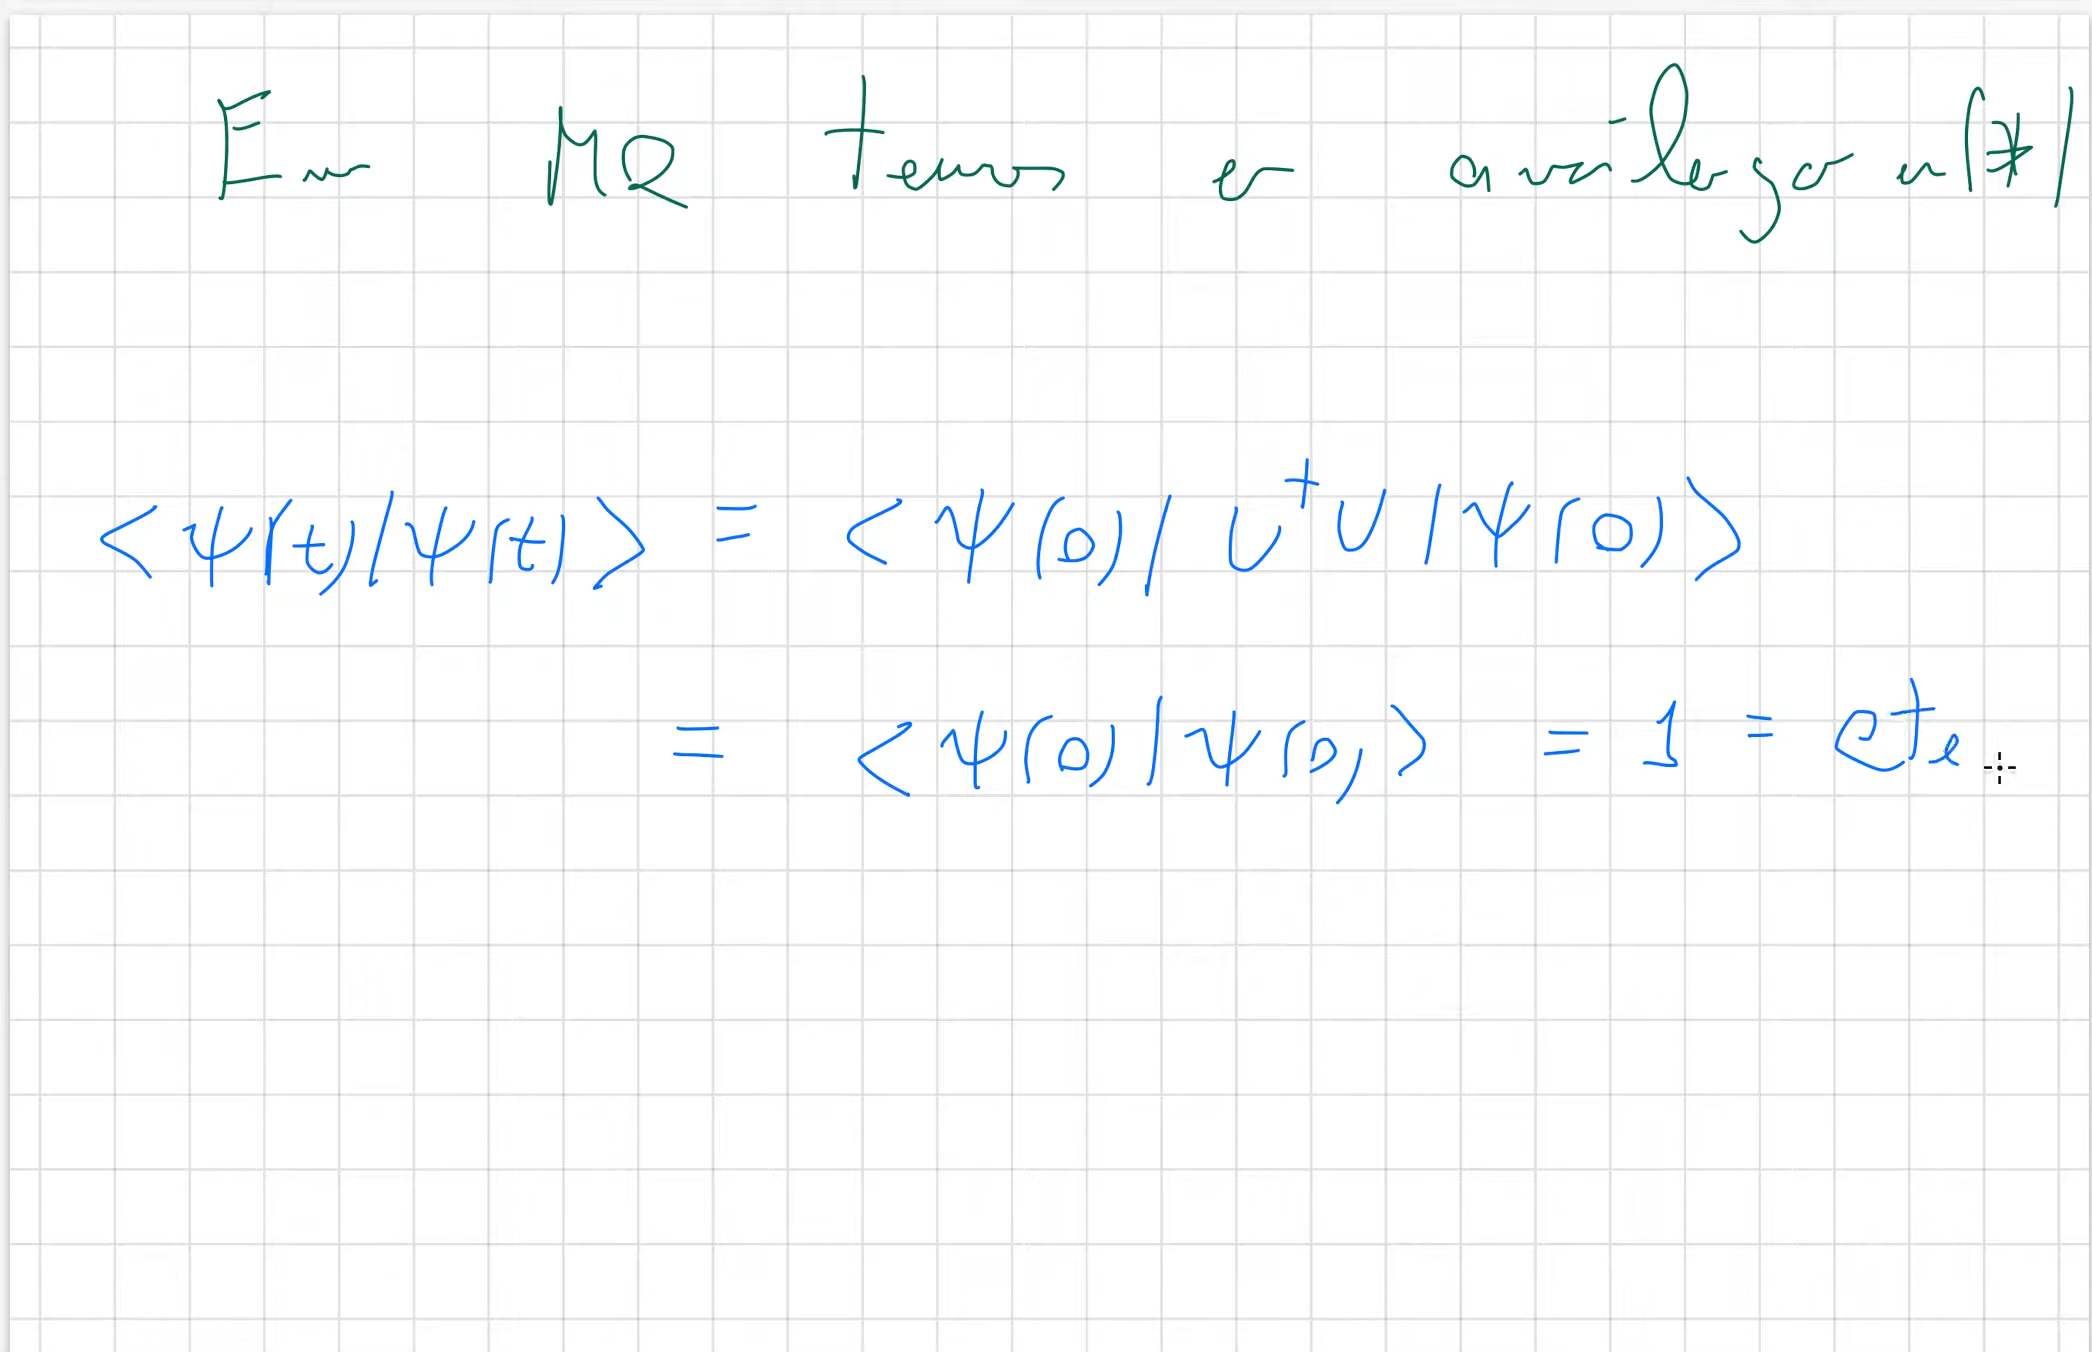 Em MQ temos o análogo a (*)
<ψ(t)|ψ(t)> = <ψ(0)|U†U|ψ(0)>
= <ψ(0)|ψ(0)> = 1 = cte